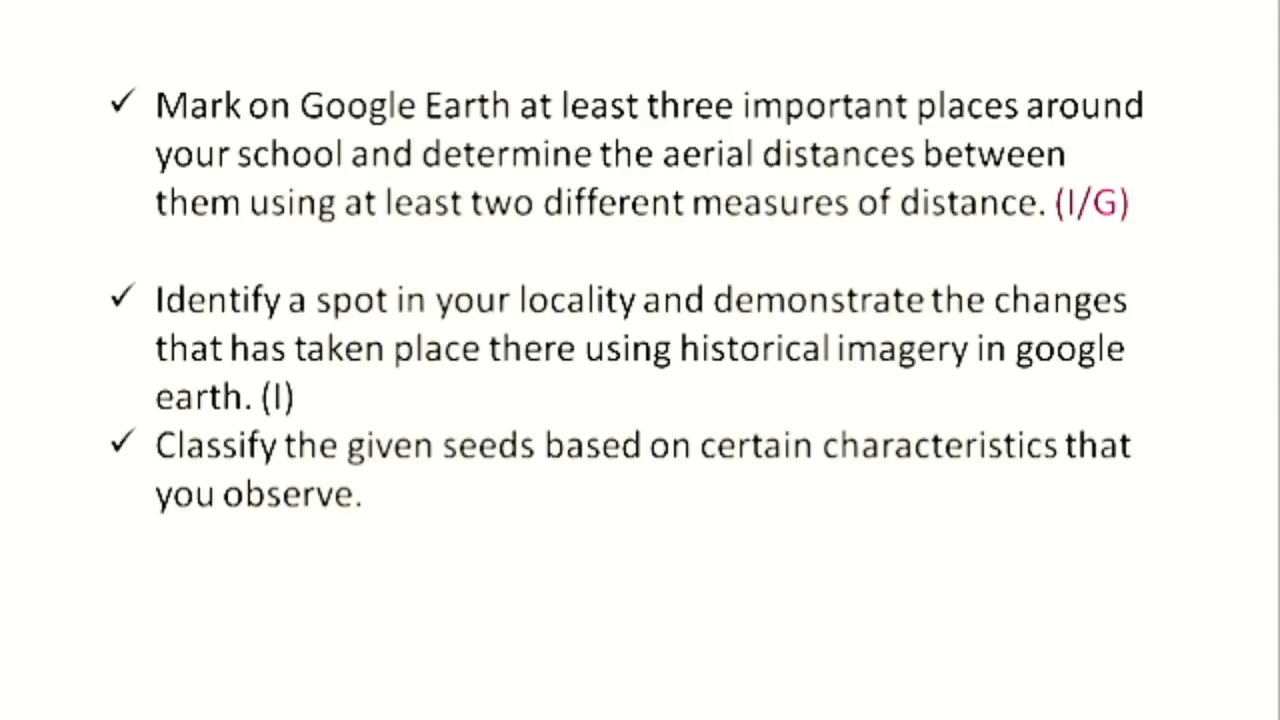 ✓ Mark on Google Earth at least three important places around
your school and determine the aerial distances between
them using at least two different measures of distance. (I/G)
✓ Identify a spot in your locality and demonstrate the changes
that has taken place there using historical imagery in google
earth. (I)
✓ Classify the given seeds based on certain characteristics that
you observe.